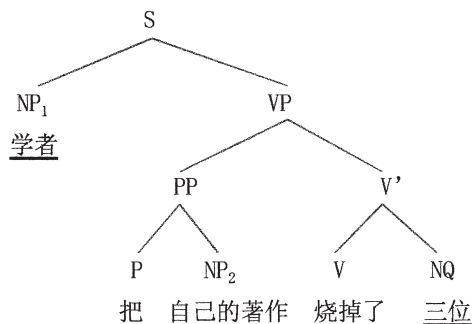 S
NP₁ VP
学者
PP V’
P NP₂ V NQ
把 自己的著作 烧掉了 三位